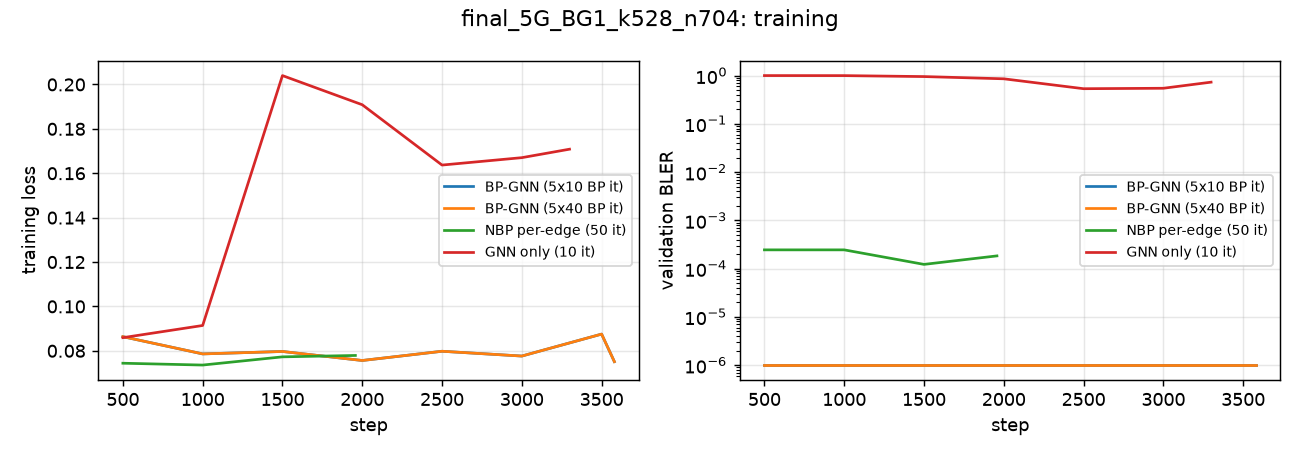 final_5G_BG1_k528_n704: training
training loss
0.20
0.18
0.16
0.14
0.12
0.10
0.08
500 1000 1500 2000 2500 3000 3500
step
BP-GNN (5x10 BP it)
BP-GNN (5x40 BP it)
NBP per-edge (50 it)
GNN only (10 it)
validation BLER
10⁰
10⁻¹
10⁻²
10⁻³
10⁻⁴
10⁻⁵
10⁻⁶
500 1000 1500 2000 2500 3000 3500
step
BP-GNN (5x10 BP it)
BP-GNN (5x40 BP it)
NBP per-edge (50 it)
GNN only (10 it)